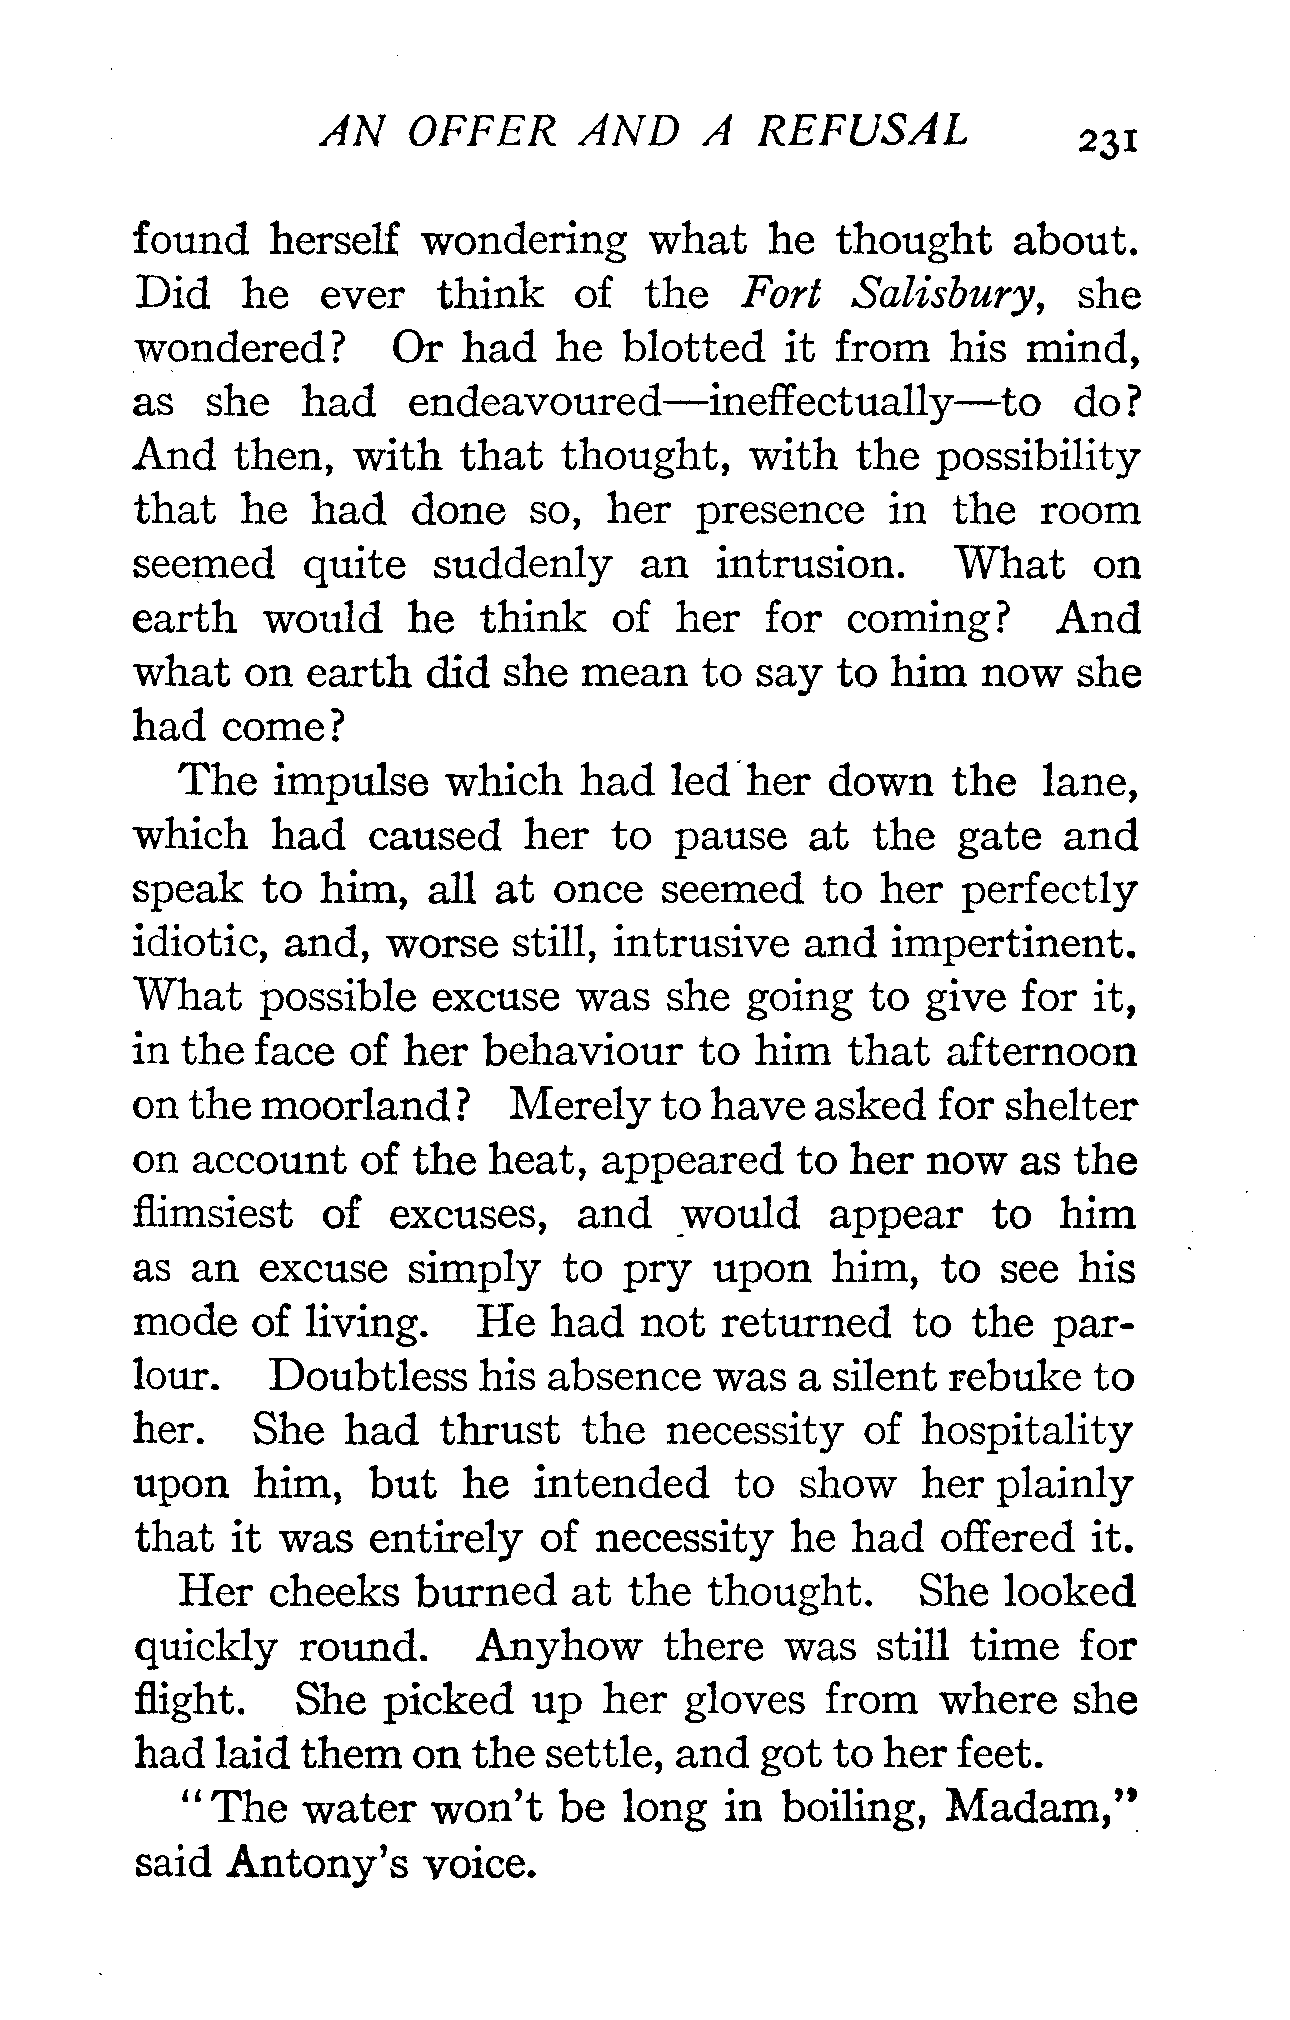 AN OFFER AND A REFUSAL 231
found herself wondering what he thought about.
Did he ever think of the Fort Salisbury, she
wondered? Or had he blotted it from his mind,
as she had endeavoured—ineffectually—to do?
And then, with that thought, with the possibility
that he had done so, her presence in the room
seemed quite suddenly an intrusion. What on
earth would he think of her for coming? And
what on earth did she mean to say to him now she
had come?
The impulse which had led her down the lane,
which had caused her to pause at the gate and
speak to him, all at once seemed to her perfectly
idiotic, and, worse still, intrusive and impertinent.
What possible excuse was she going to give for it,
in the face of her behaviour to him that afternoon
on the moorland? Merely to have asked for shelter
on account of the heat, appeared to her now as the
flimsiest of excuses, and would appear to him
as an excuse simply to pry upon him, to see his
mode of living. He had not returned to the par-
lour. Doubtless his absence was a silent rebuke to
her. She had thrust the necessity of hospitality
upon him, but he intended to show her plainly
that it was entirely of necessity he had offered it.
Her cheeks burned at the thought. She looked
quickly round. Anyhow there was still time for
flight. She picked up her gloves from where she
had laid them on the settle, and got to her feet.
"The water won't be long in boiling, Madam,"
said Antony's voice.